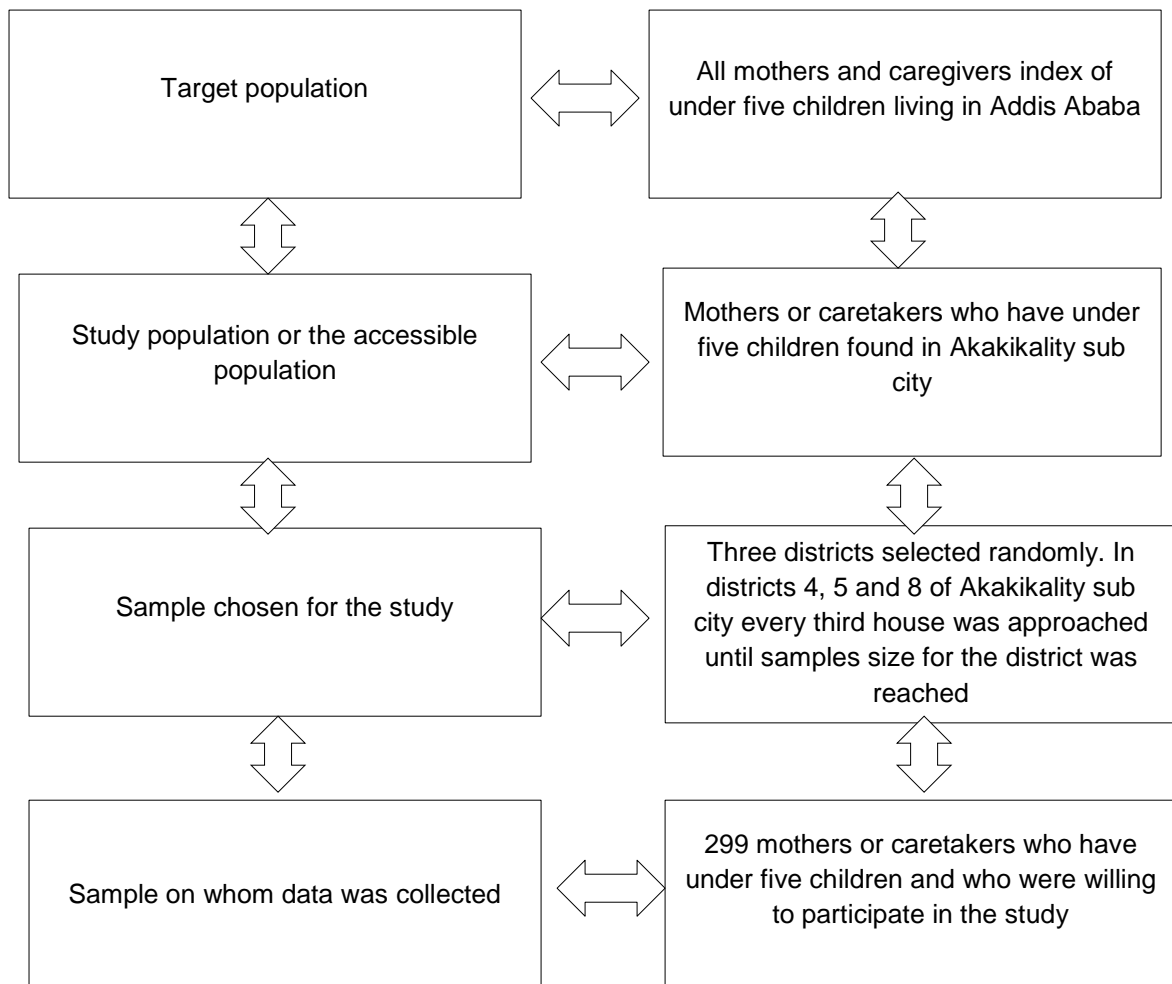 Target population
All mothers and caregivers index of
under five children living in Addis Ababa
Study population or the accessible
population
Mothers or caretakers who have under
five children found in Akakikality sub
city
Sample chosen for the study
Three districts selected randomly. In
districts 4, 5 and 8 of Akakikality sub
city every third house was approached
until samples size for the district was
reached
Sample on whom data was collected
299 mothers or caretakers who have
under five children and who were willing
to participate in the study